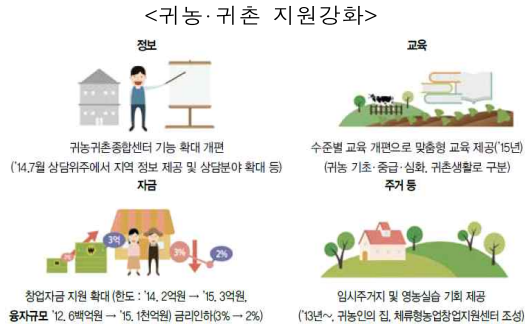 <귀농·귀촌 지원강화>
정보
교육
귀농귀촌종합센터 기능 확대 개편
('14.7월 상담위주에서 지역 정보 제공 및 상담분야 확대 등)
수준별 교육 개편으로 맞춤형 교육 제공('15년)
(귀농 기초·중급·심화, 귀촌생활로 구분)
자금
주거 등
3억
3%
2%
창업자금 지원 확대 (한도 : '14, 2억원 → '15, 3억원,
융자규모 '12, 6백억원 → '15, 1천억원) 금리인하(3% → 2%)
임시주거지 및 영농실습 기회 제공
('13년~, 귀농인의 집, 체류형농업창업지원센터 조성)